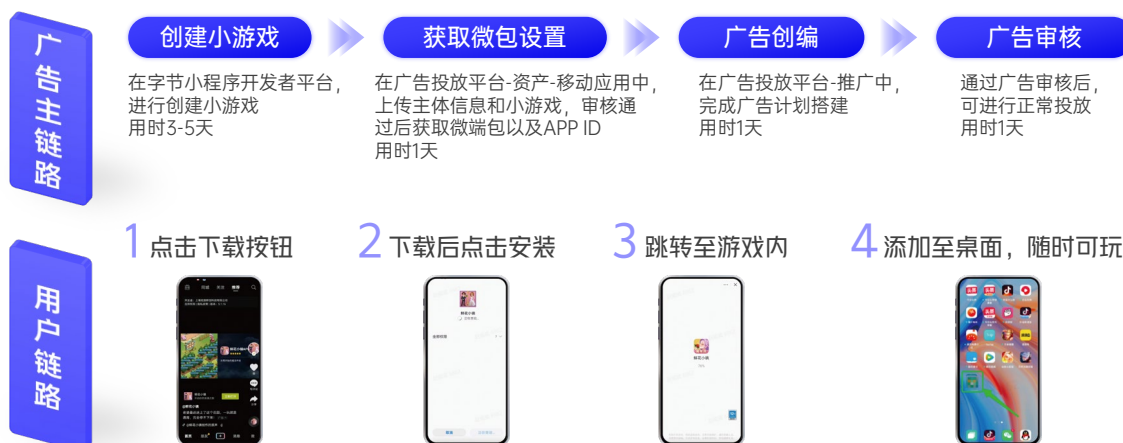 广告主链路
创建小游戏
在字节小程序开发者平台，
进行创建小游戏
用时3-5天
获取微包设置
在广告投放平台-资产-移动应用中，
上传主体信息和小游戏，审核通
过后获取微端包以及APP ID
用时1天
广告创编
在广告投放平台-推广中，
完成广告计划搭建
用时1天
广告审核
通过广告审核后，
可进行正常投放
用时1天
用户链路
1 点击下载按钮
2 下载后点击安装
3 跳转至游戏内
4 添加至桌面，随时可玩